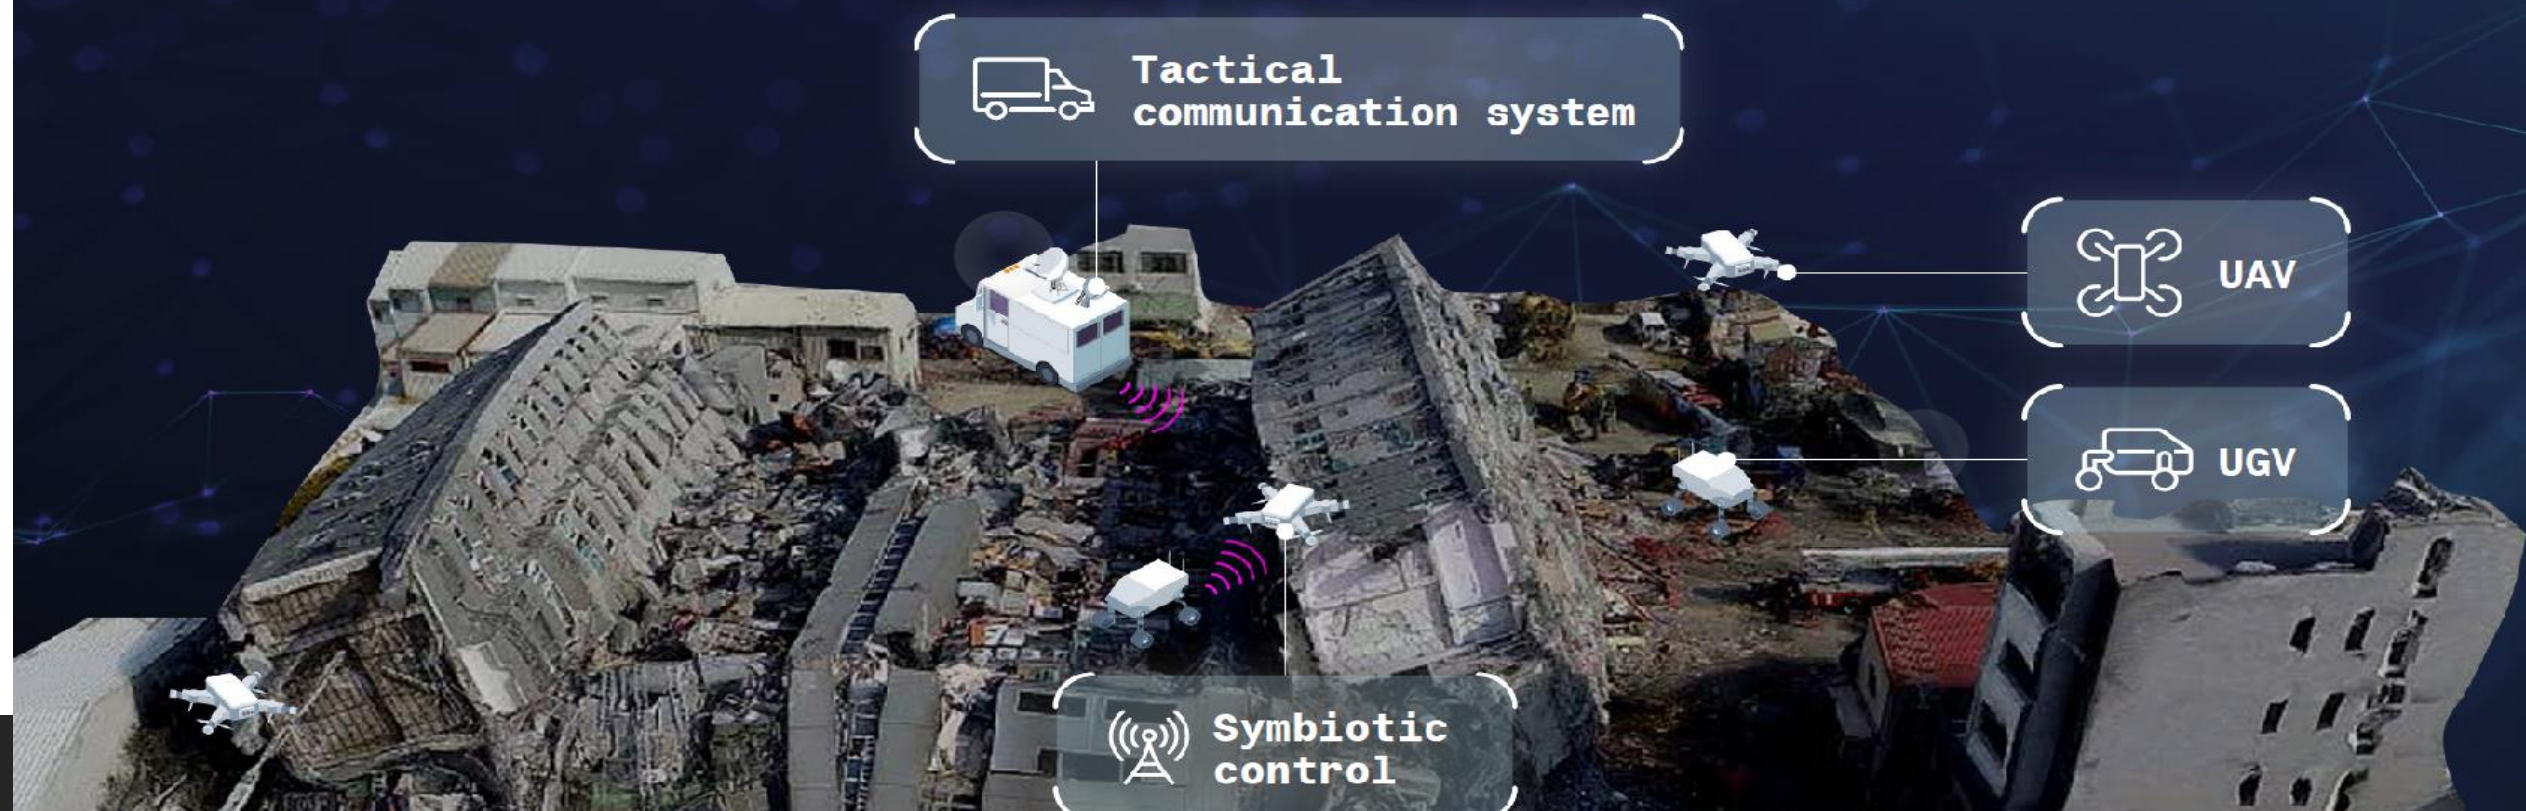 Tactical
communication system
UAV
UGV
Symbiotic
control